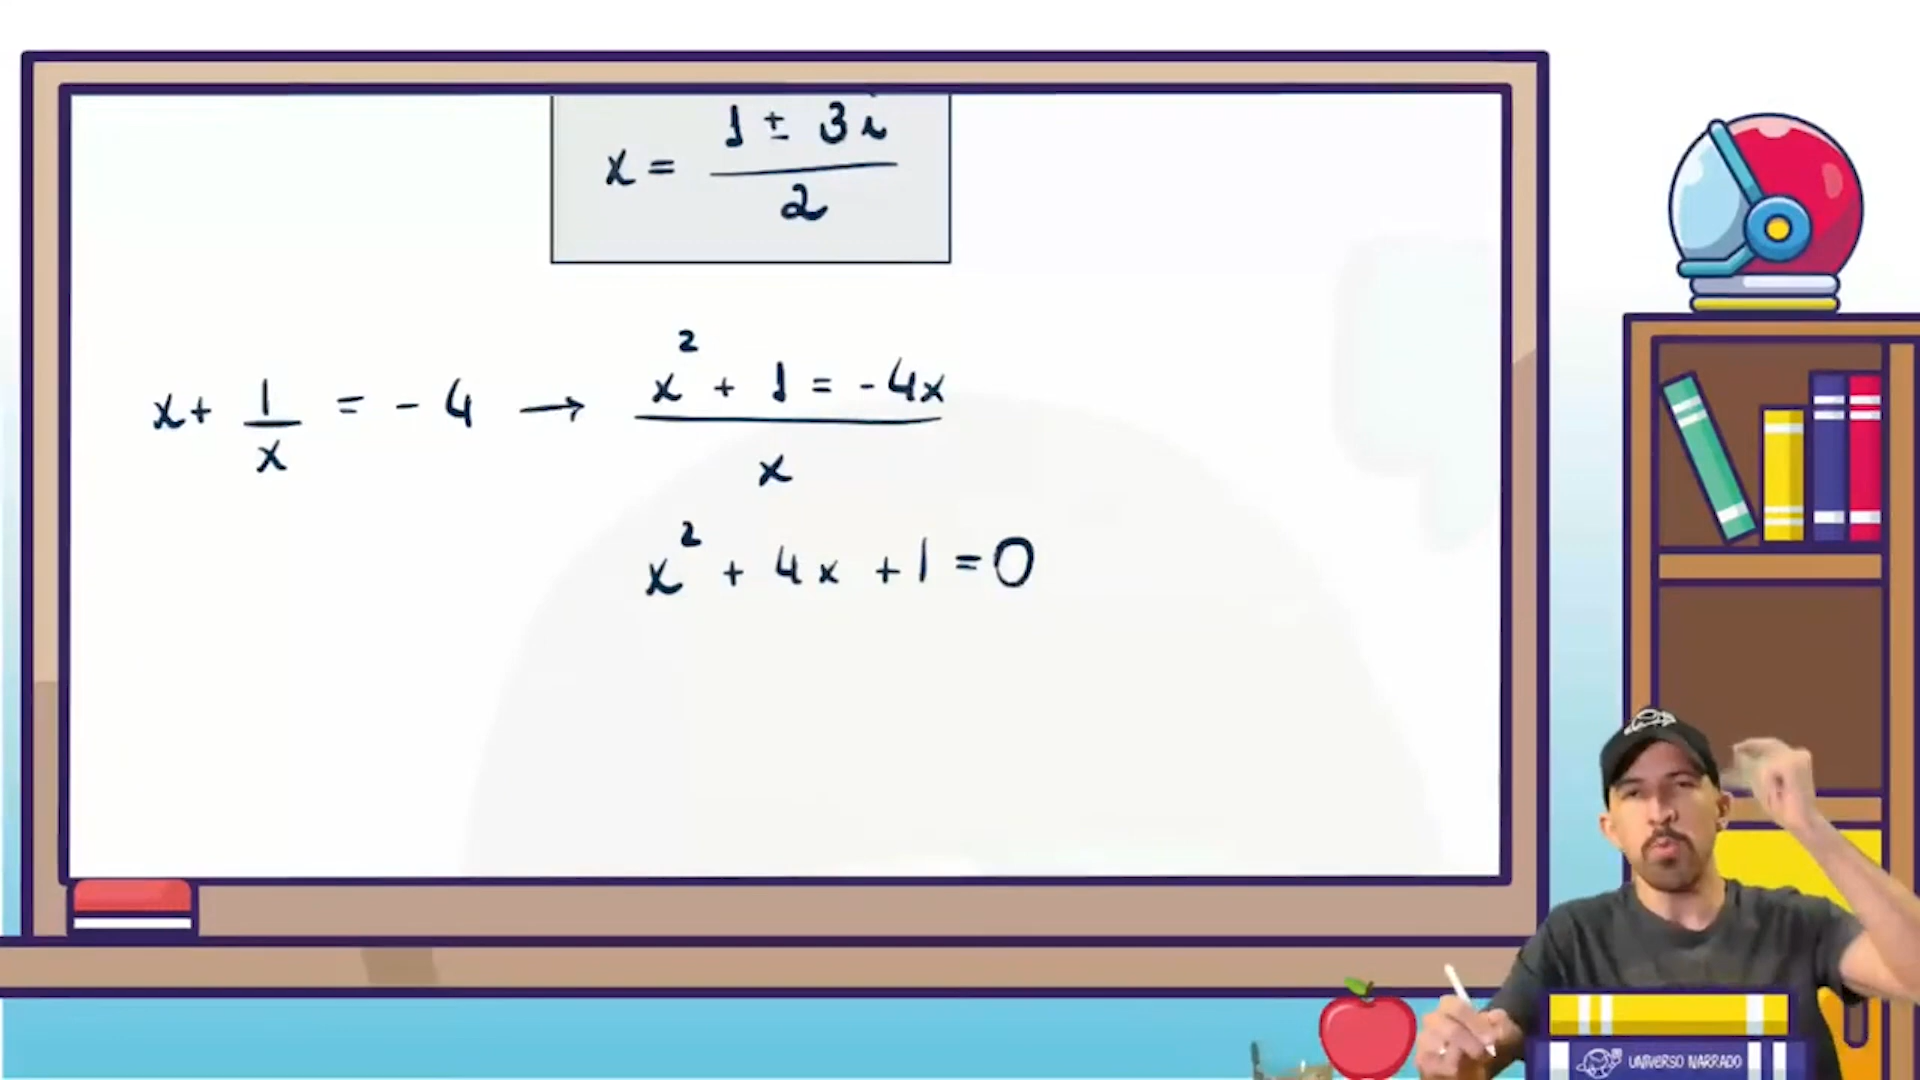 x = 1 ± 3i / 2
x + 1/x = -4 → x² + 1 = -4x / x
x² + 4x + 1 = 0
UNIVERSO NARRADO